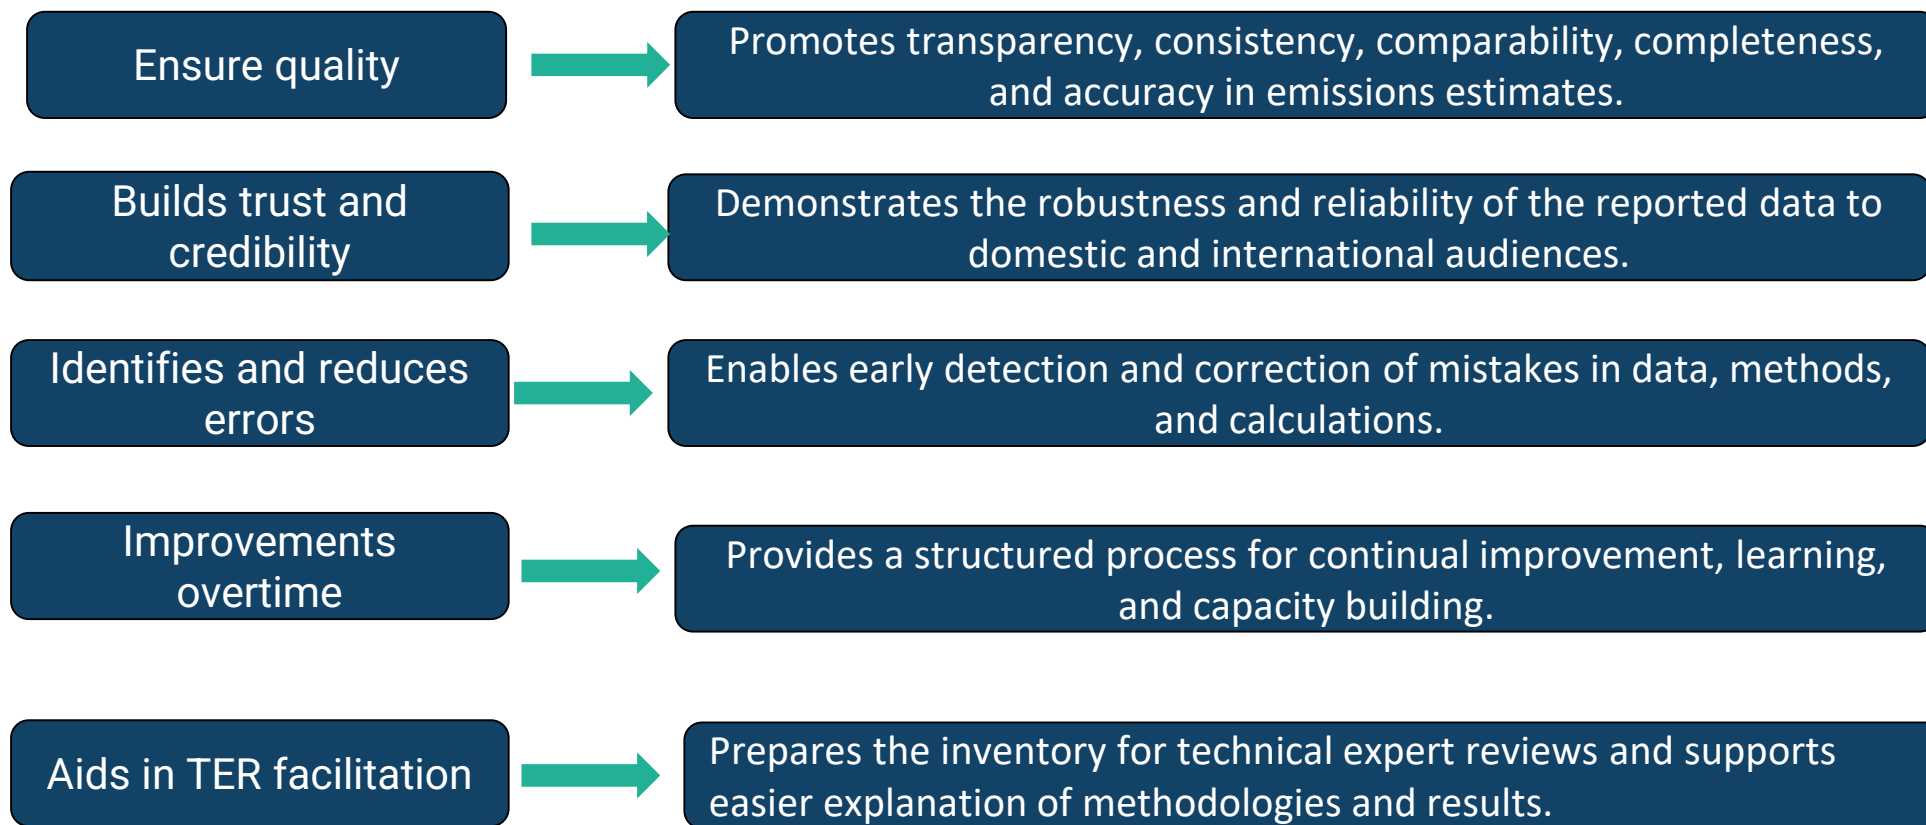 Ensure quality
Promotes transparency, consistency, comparability, completeness,
and accuracy in emissions estimates.
Builds trust and
credibility
Demonstrates the robustness and reliability of the reported data to
domestic and international audiences.
Identifies and reduces
errors
Enables early detection and correction of mistakes in data, methods,
and calculations.
Improvements
overtime
Provides a structured process for continual improvement, learning,
and capacity building.
Aids in TER facilitation
Prepares the inventory for technical expert reviews and supports
easier explanation of methodologies and results.